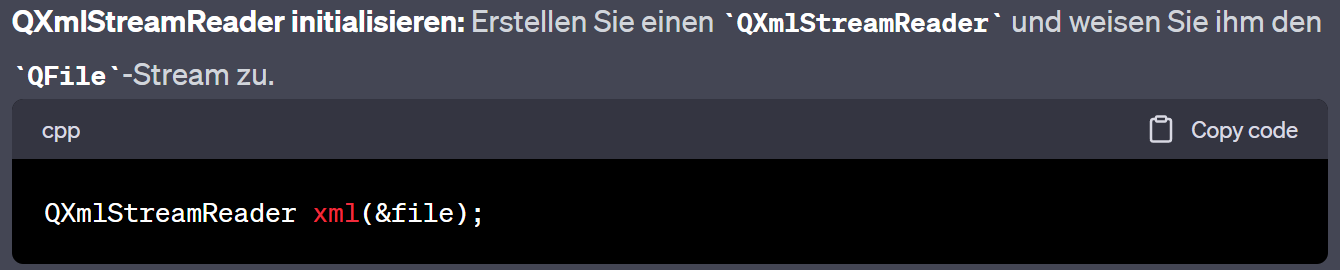 QXmlStreamReader initialisieren: Erstellen Sie einen `QXmlStreamReader` und weisen Sie ihm den
`QFile`-Stream zu.
cpp Copy code
QXmlStreamReader xml(&file);